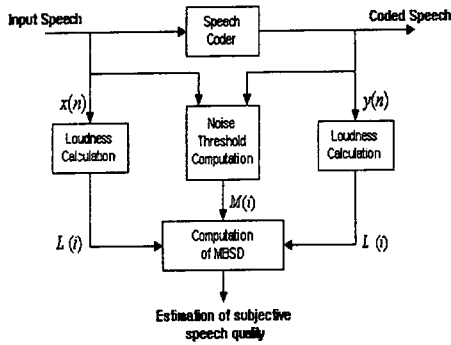 Input Speech
Speech
Coder
Coded Speech
x(n)
y(n)
Loudness
Calculation
Noise
Threshold
Computation
Loudness
Calculation
M(i)
L (i)
Computation
of MBSD
L (i)
Estimation of subjective
speech quality